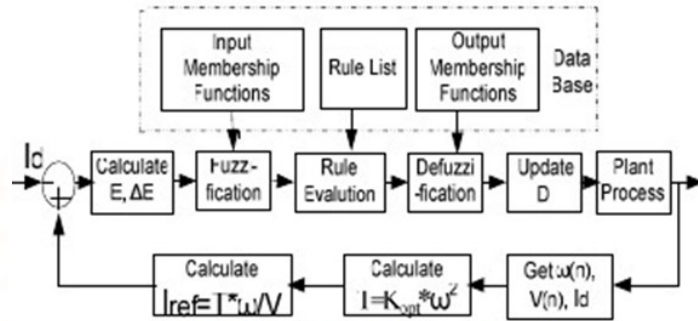 Input
Membership
Functions
Rule List
Output
Membership
Functions
Data
Base
Id
Calculate
E, ΔE
Fuzz-
fication
Rule
Evalution
Defuzzi
-fication
Update
D
Plant
Process
Calculate
Iref=T*ω/V
Calculate
T=Kopt*ω²
Get ω(n),
V(n), Id